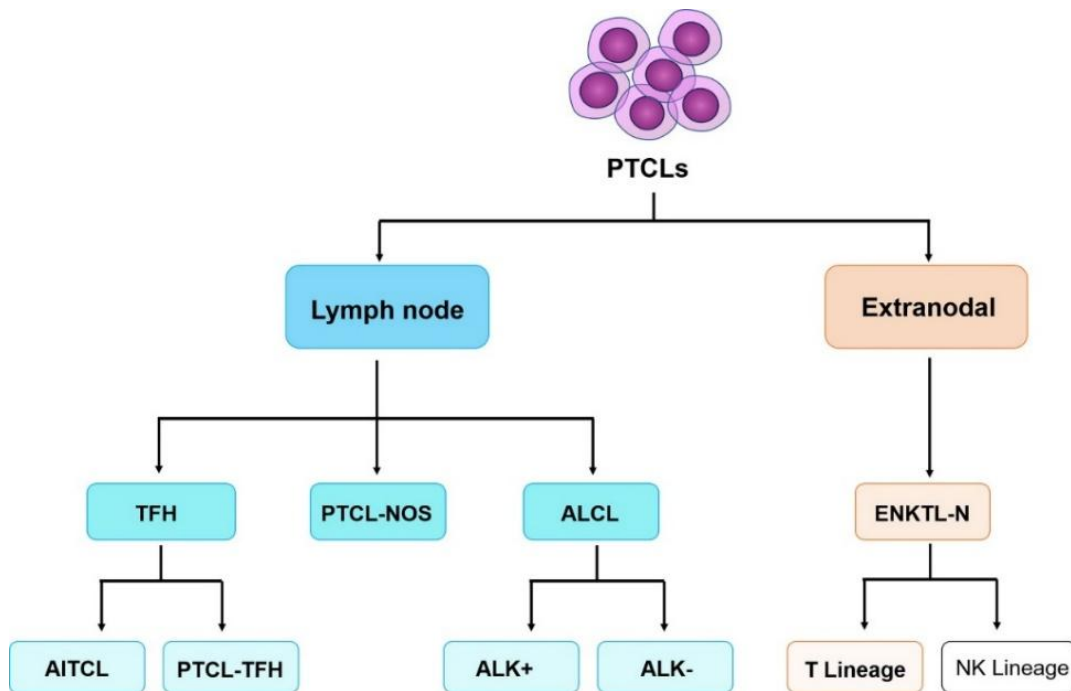 PTCLs
Lymph node
Extranodal
TFH
PTCL-NOS
ALCL
ENKTL-N
AITCL
PTCL-TFH
ALK+
ALK-
T Lineage
NK Lineage